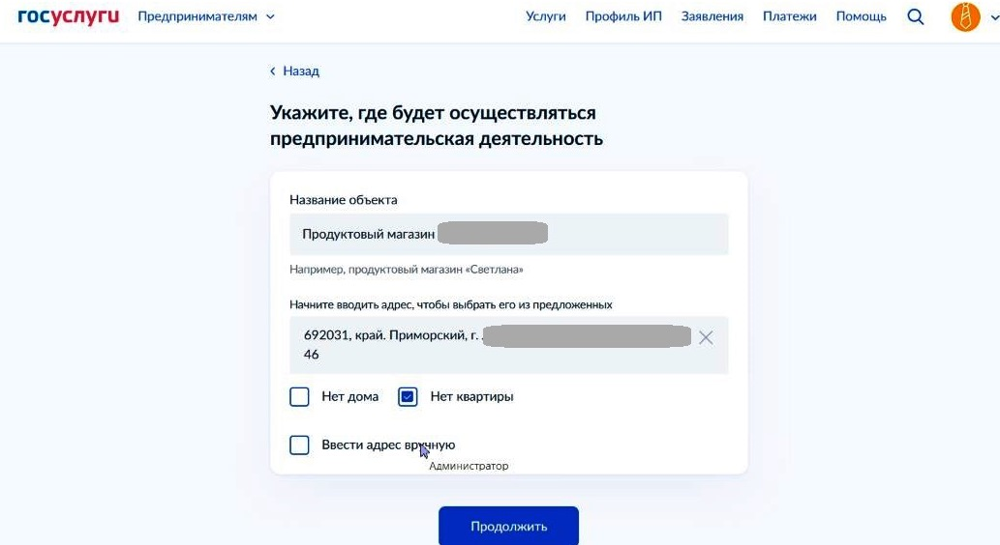 госуслуги Предпринимателям Услуги Профиль ИП Заявления Платежи Помощь
Назад
Укажите, где будет осуществляться
предпринимательская деятельность
Название объекта
Продуктовый магазин
Например, продуктовый магазин «Светлана»
Начните вводить адрес, чтобы выбрать его из предложенных
692031, край. Приморский, г.
46
Нет дома Нет квартиры
Ввести адрес вручную
Администратор
Продолжить